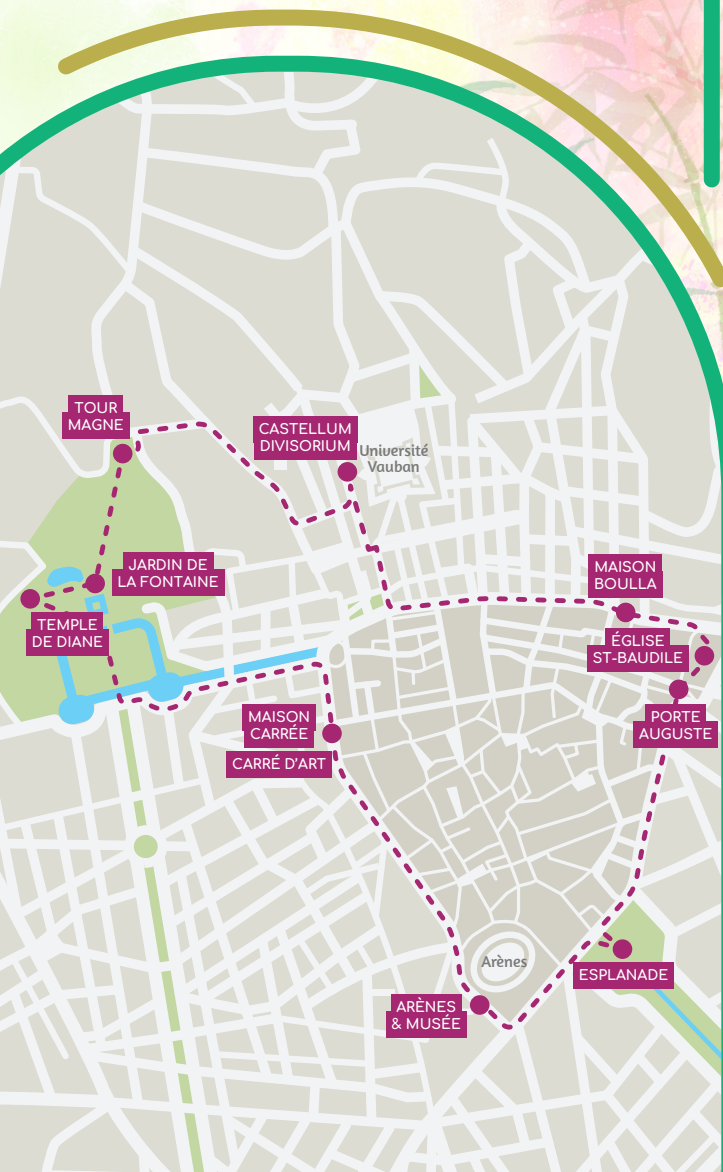 TOUR
MAGNE
CASTELLUM
DIVISORIUM
Université
Vauban
JARDIN DE
LA FONTAINE
MAISON
BOULLA
TEMPLE
DE DIANE
ÉGLISE
ST-BAUDILE
MAISON
CARRÉE
CARRÉ D'ART
PORTE
AUGUSTE
Arènes
ESPLANADE
ARÈNES
& MUSÉE